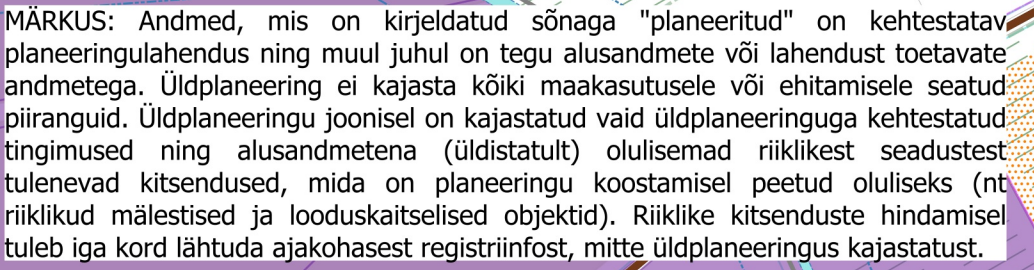 MÄRKUS: Andmed, mis on kirjeldatud sõnaga "planeeritud" on kehtestatav
planeeringulahendus ning muul juhul on tegu alusandmete või lahendust toetavate
andmetega. Üldplaneering ei kajasta kõiki maakasutusele või ehitamisele seatud
piiranguid. Üldplaneeringu joonisel on kajastatud vaid üldplaneeringuga kehtestatud
tingimused ning alusandmetena (üldistatult) olulisemad riiklikest seadustest
tulenevad kitsendused, mida on planeeringu koostamisel peetud oluliseks (nt
riiklikud mälestised ja looduskaitselised objektid). Riiklike kitsenduste hindamisel
tuleb iga kord lähtuda ajakohasest registriinfost, mitte üldplaneeringus kajastatust.